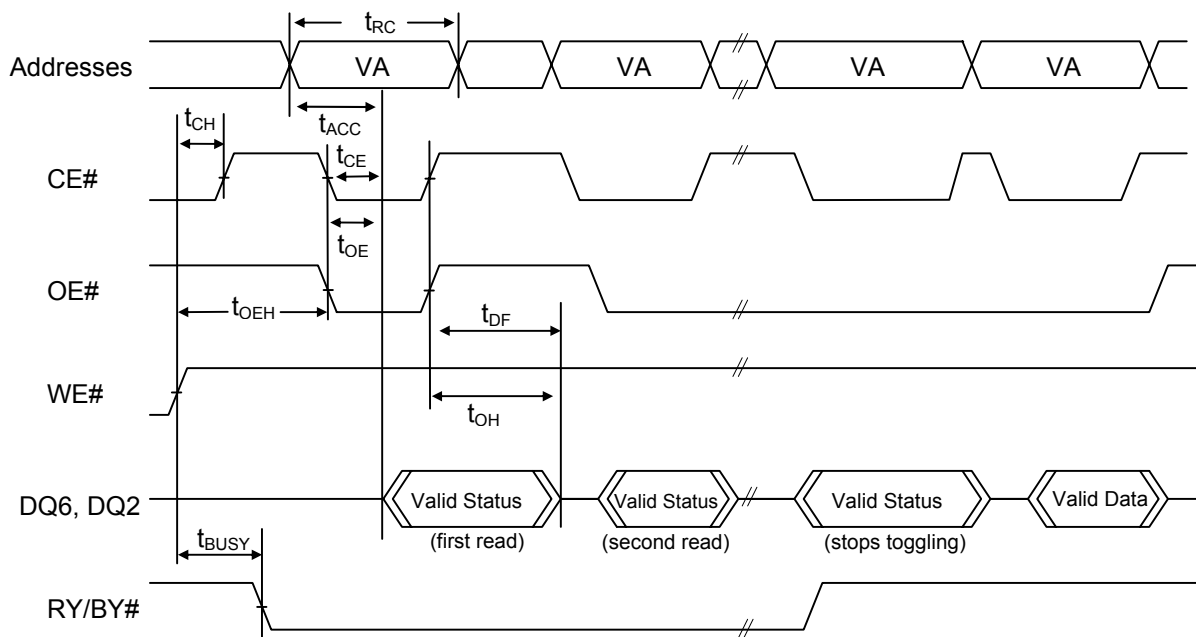 tRC
Addresses VA VA VA VA
tCH tACC
tCE
CE#
tOE
OE#
tOEH tDF
WE#
tOH
DQ6, DQ2 Valid Status Valid Status Valid Status Valid Data
(first read) (second read) (stops toggling)
tBUSY
RY/BY#